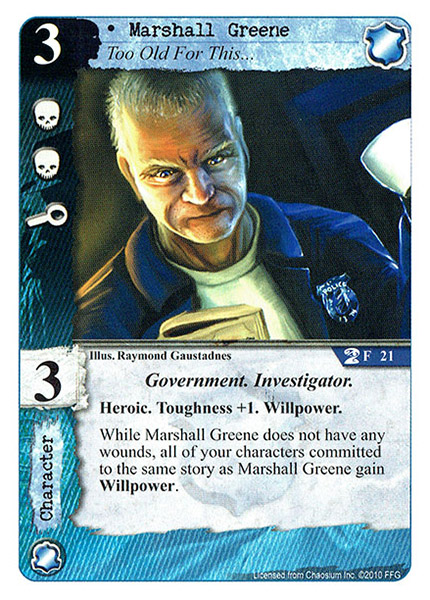 3
• Marshall Greene
Too Old For This...
POLICE
Illus. Raymond Gaustadnes
F 21
3
Government. Investigator.
Heroic. Toughness +1. Willpower.
While Marshall Greene does not have any
wounds, all of your characters committed
to the same story as Marshall Greene gain
Willpower.
Character
Licensed from Chaosium Inc. ©2010 FFG